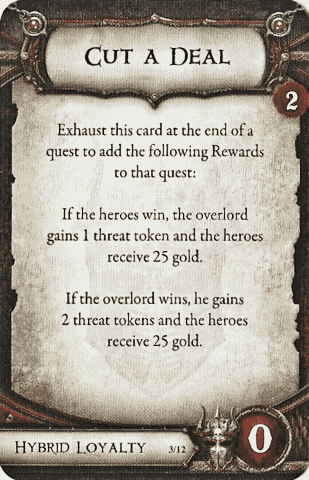 Cut a Deal
2
Exhaust this card at the end of a
quest to add the following Rewards
to that quest:
If the heroes win, the overlord
gains 1 threat token and the heroes
receive 25 gold.
If the overlord wins, he gains
2 threat tokens and the heroes
receive 25 gold.
Hybrid Loyalty 3/12 0